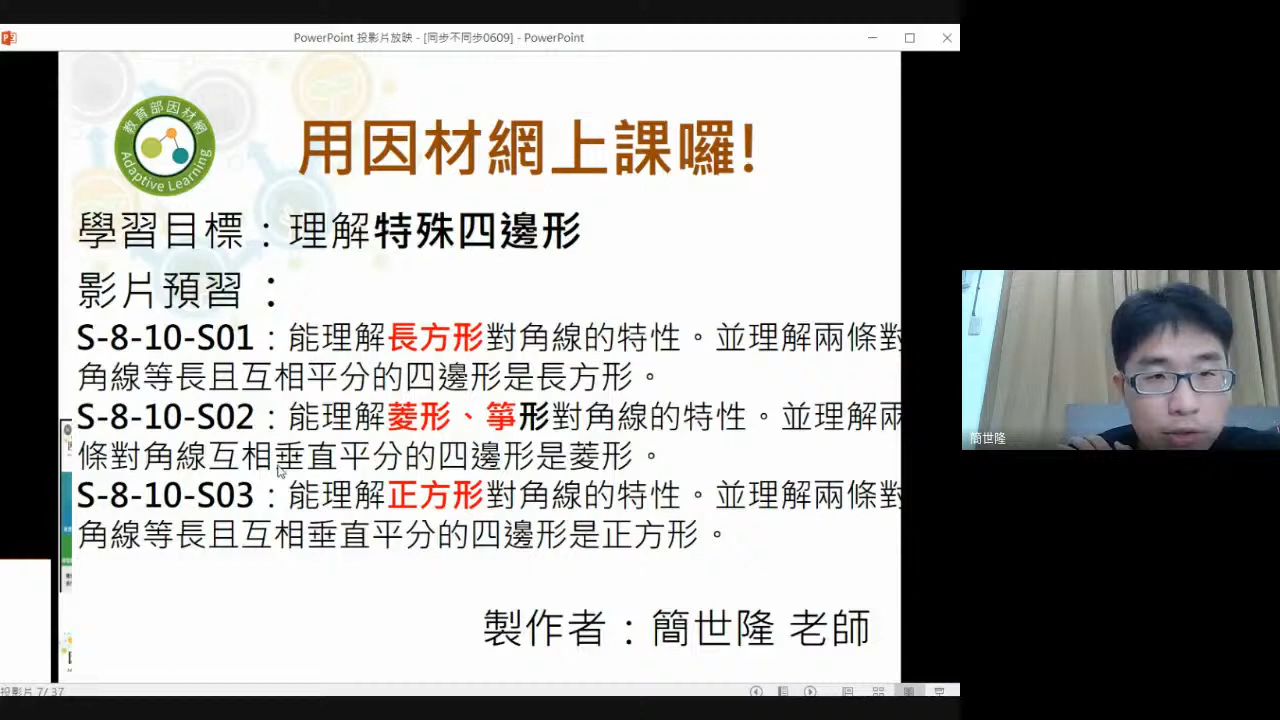 PowerPoint 投影片放映 - [同步不同步0609] - PowerPoint
教育部因材網
Adaptive Learning
用因材網上課囉!
學習目標：理解特殊四邊形
影片預習：
S-8-10-S01：能理解長方形對角線的特性。並理解兩條對
角線等長且互相平分的四邊形是長方形。
S-8-10-S02：能理解菱形、箏形對角線的特性。並理解兩
條對角線互相垂直平分的四邊形是菱形。
S-8-10-S03：能理解正方形對角線的特性。並理解兩條對
角線等長且互相垂直平分的四邊形是正方形。
製作者：簡世隆 老師
簡世隆
投影片 7/ 37